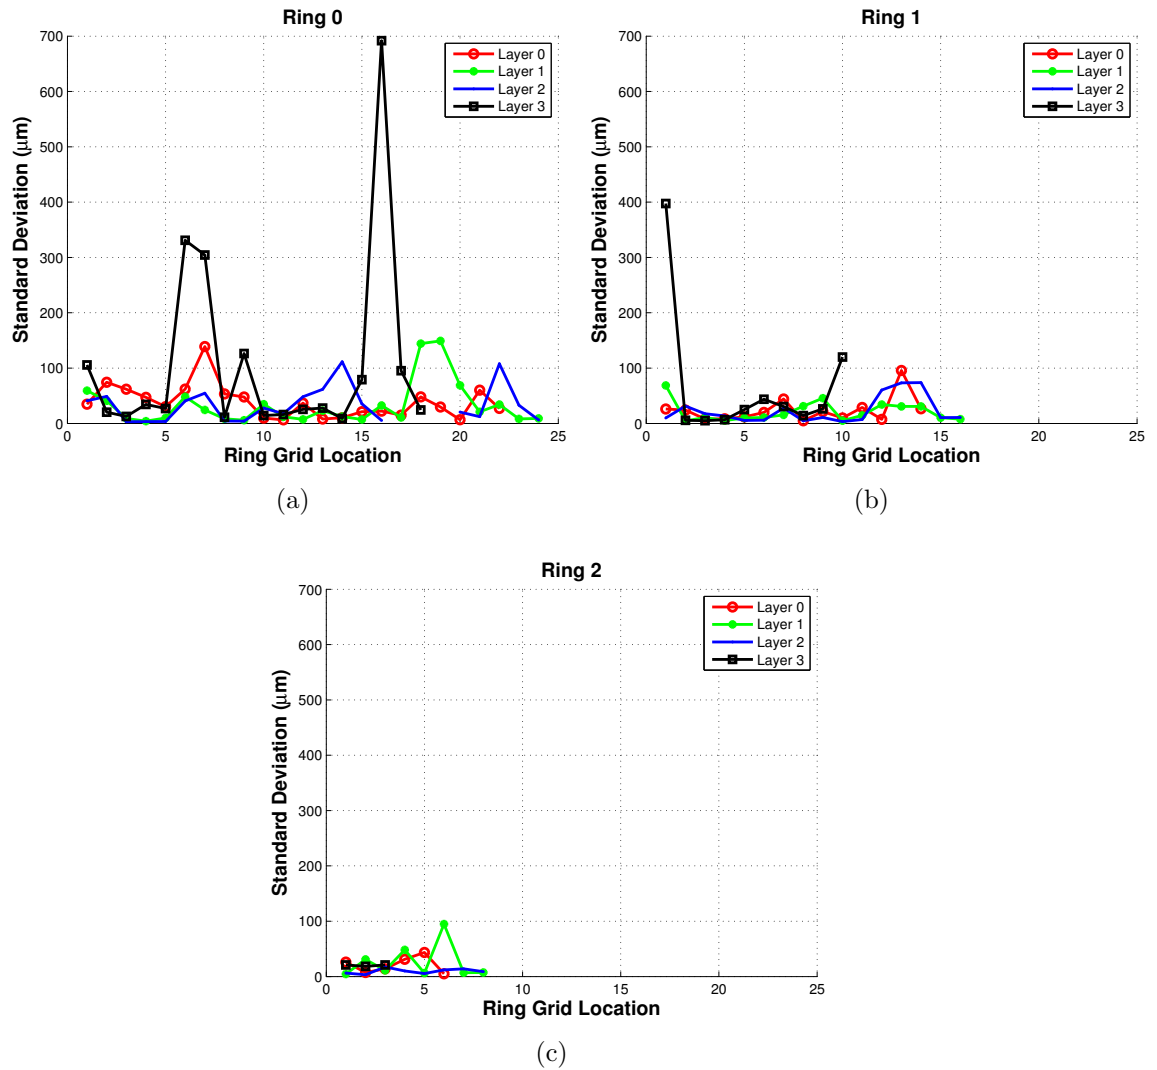 Ring 0
700
600
500
400
300
200
100
0
0 5 10 15 20 25
Standard Deviation (μm)
Ring Grid Location
Layer 0
Layer 1
Layer 2
Layer 3
(a)
Ring 1
700
600
500
400
300
200
100
0
0 5 10 15 20 25
Standard Deviation (μm)
Ring Grid Location
Layer 0
Layer 1
Layer 2
Layer 3
(b)
Ring 2
700
600
500
400
300
200
100
0
0 5 10 15 20 25
Standard Deviation (μm)
Ring Grid Location
Layer 0
Layer 1
Layer 2
Layer 3
(c)